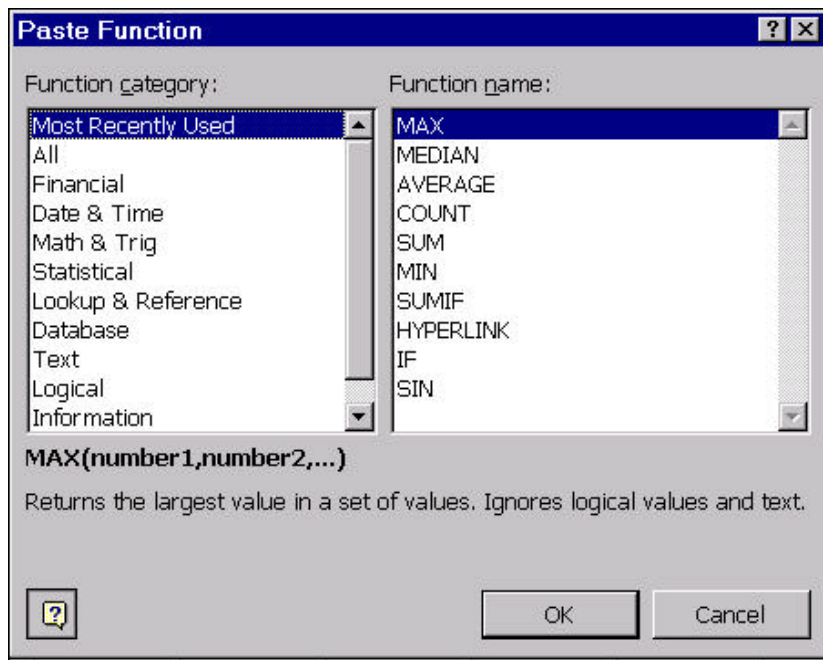 Paste Function
Function category:
Most Recently Used
All
Financial
Date & Time
Math & Trig
Statistical
Lookup & Reference
Database
Text
Logical
Information
Function name:
MAX
MEDIAN
AVERAGE
COUNT
SUM
MIN
SUMIF
HYPERLINK
IF
SIN
MAX(number1,number2,...)
Returns the largest value in a set of values. Ignores logical values and text.
OK
Cancel